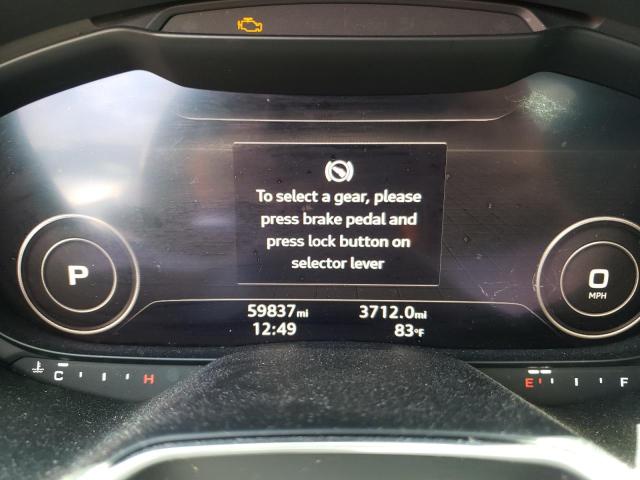 To select a gear, please
press brake pedal and
press lock button on
selector lever
P
0
MPH
59837mi 3712.0mi
12:49 83°F
C H E F